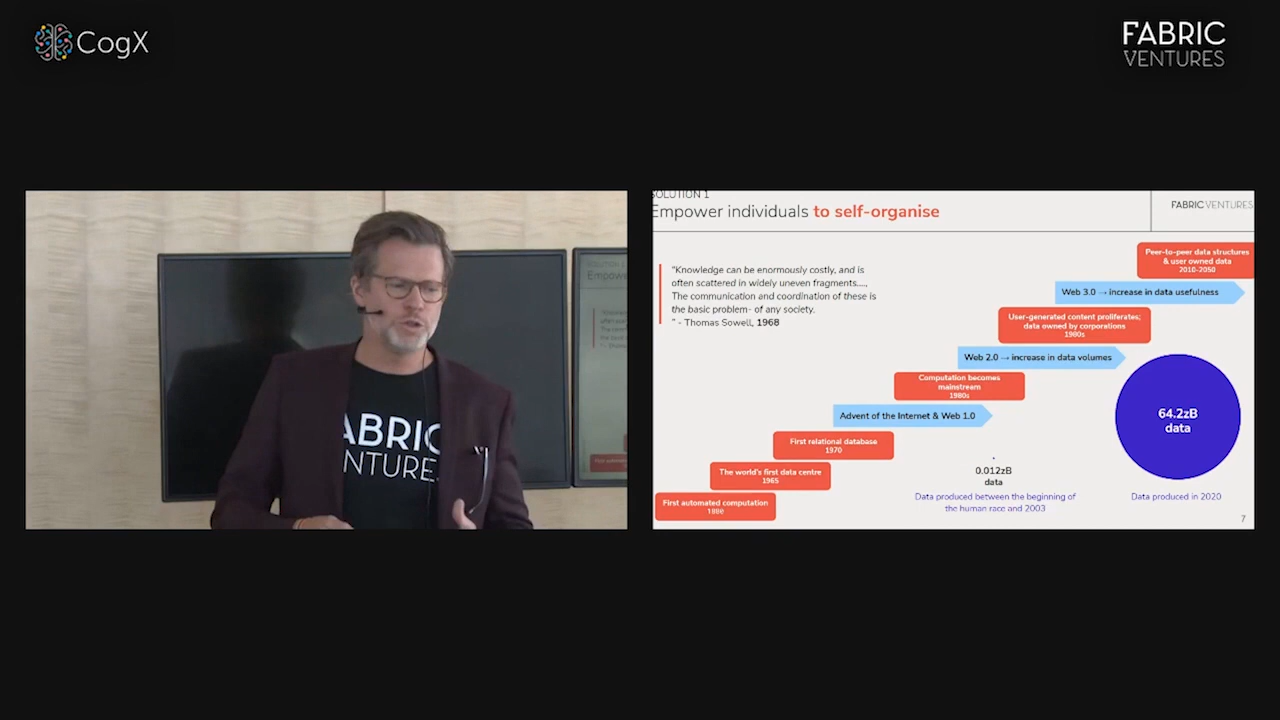 CogX
FABRIC
VENTURES
ABRIC
NTURE
SOLUTION 1
Empower individuals to self-organise
FABRICVENTURES
"Knowledge can be enormously costly, and is
often scattered in widely uneven fragments....,
The communication and coordination of these is
the basic problem- of any society.
" - Thomas Sowell, 1968
Peer-to-peer data structures
& user owned data
2010-2050
Web 3.0 → increase in data usefulness
User-generated content proliferates;
data owned by corporations
1980s
Web 2.0 → increase in data volumes
Computation becomes
mainstream
1980s
Advent of the Internet & Web 1.0
First relational database
1970
The world's first data centre
1965
First automated computation
1880
0.012zB
data
Data produced between the beginning of
the human race and 2003
64.2zB
data
Data produced in 2020
7